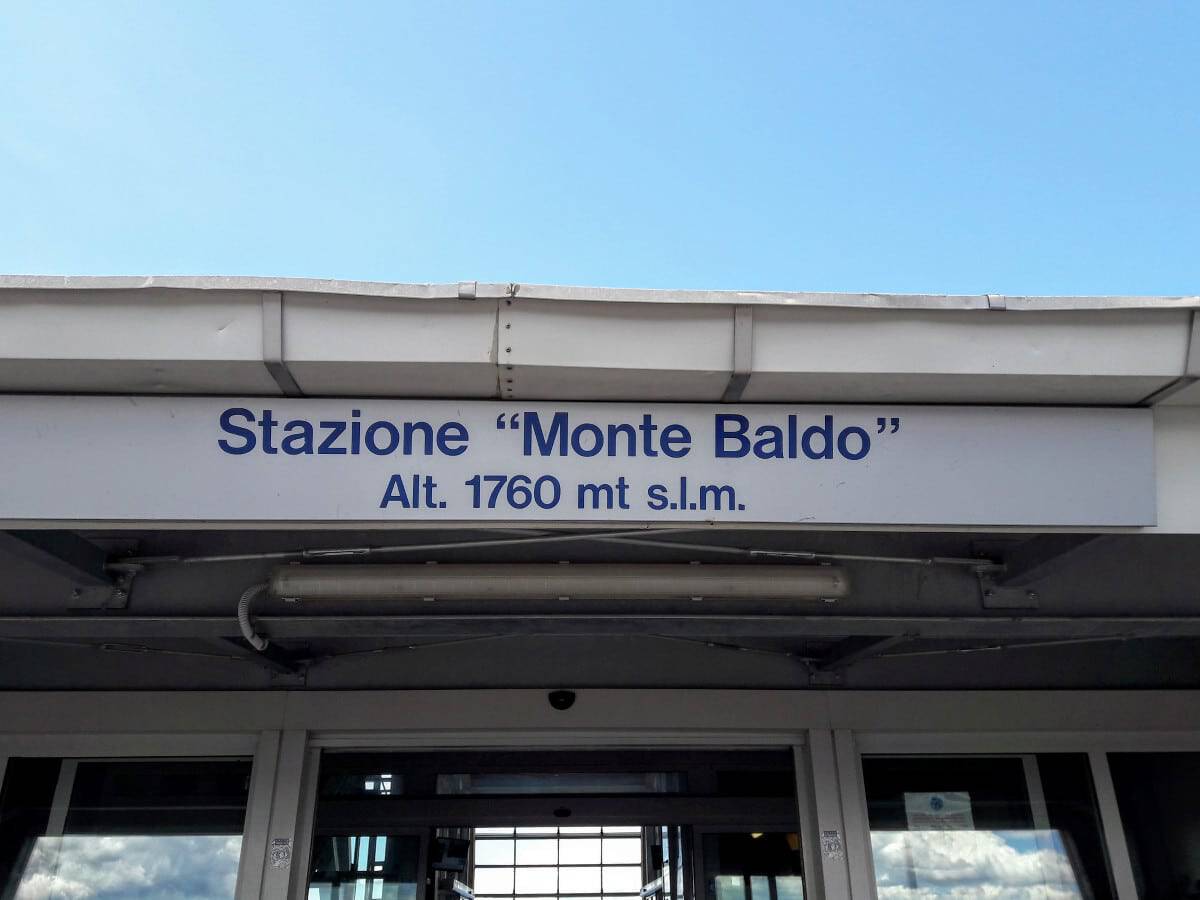 Stazione “Monte Baldo”
Alt. 1760 mt s.l.m.